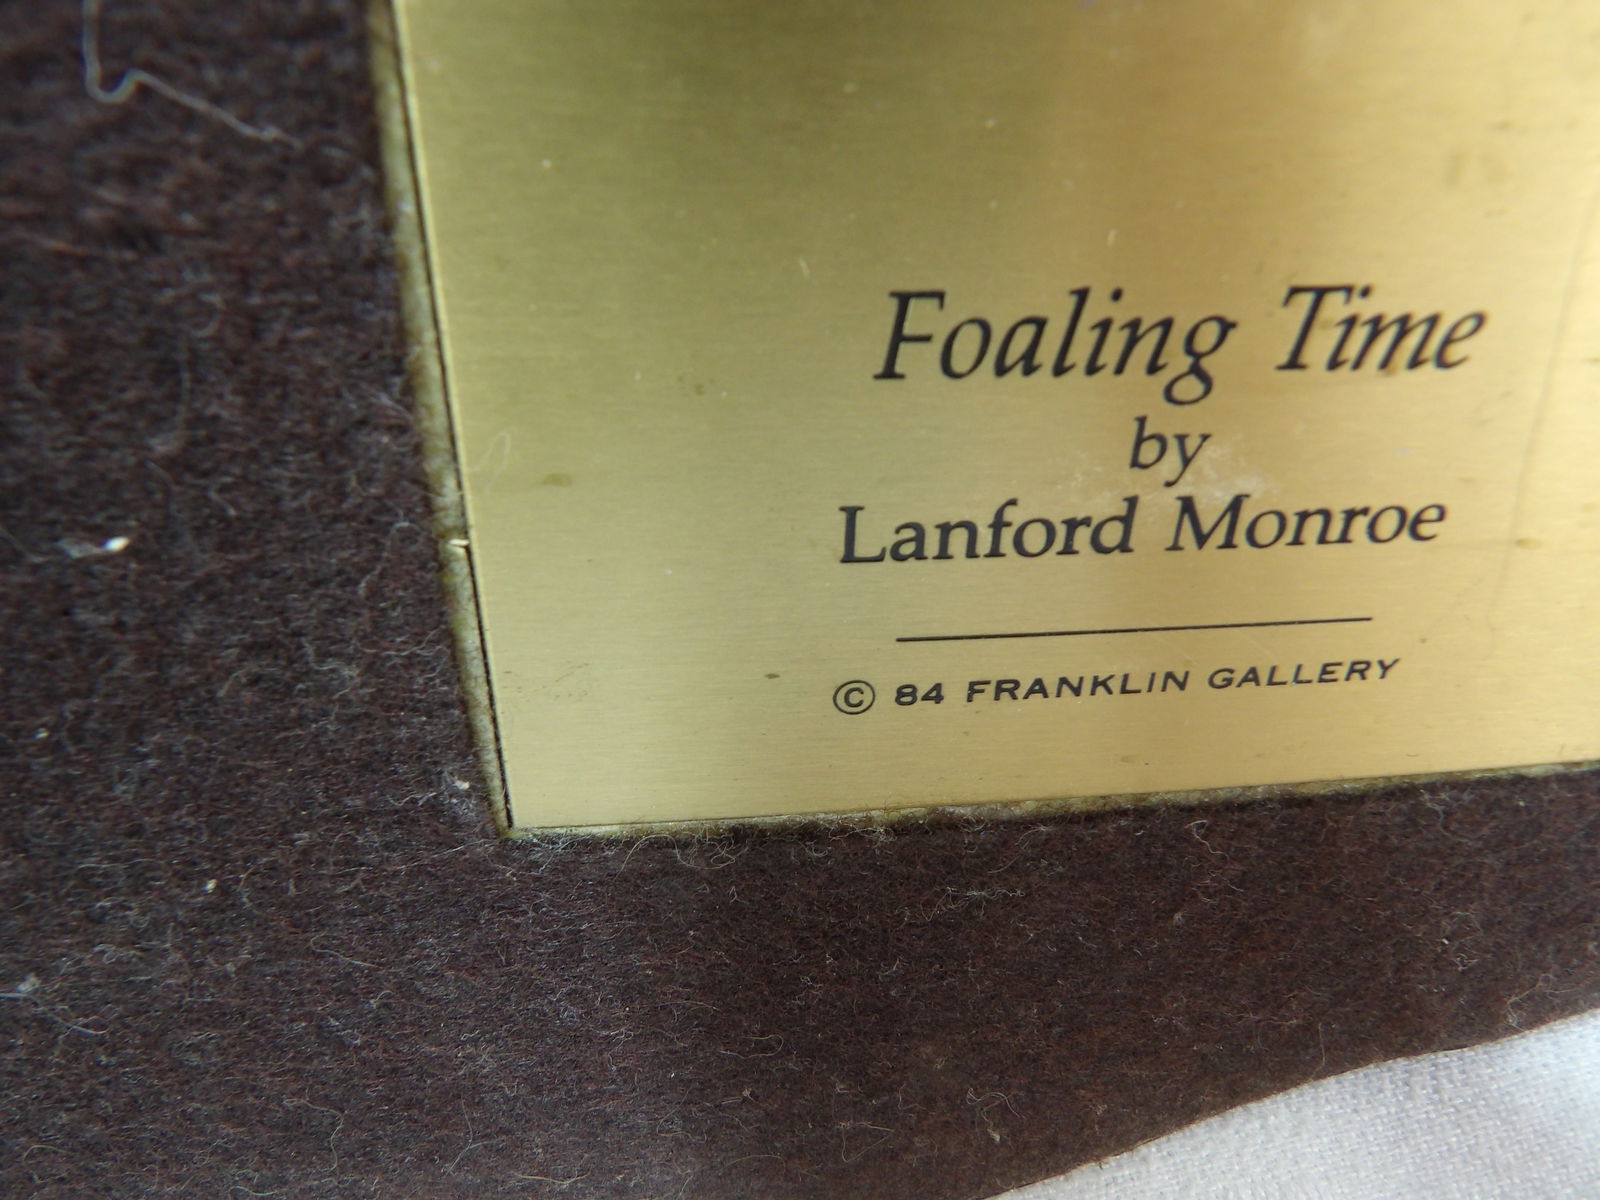 Foaling Time
by
Lanford Monroe
© 84 FRANKLIN GALLERY